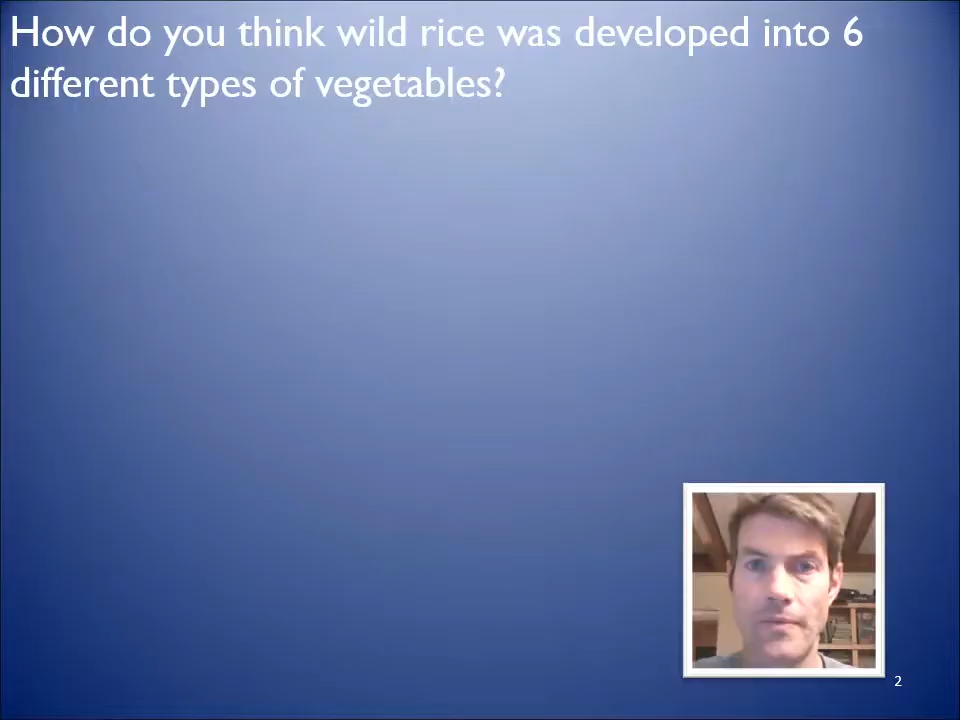 How do you think wild rice was developed into 6
different types of vegetables?
2